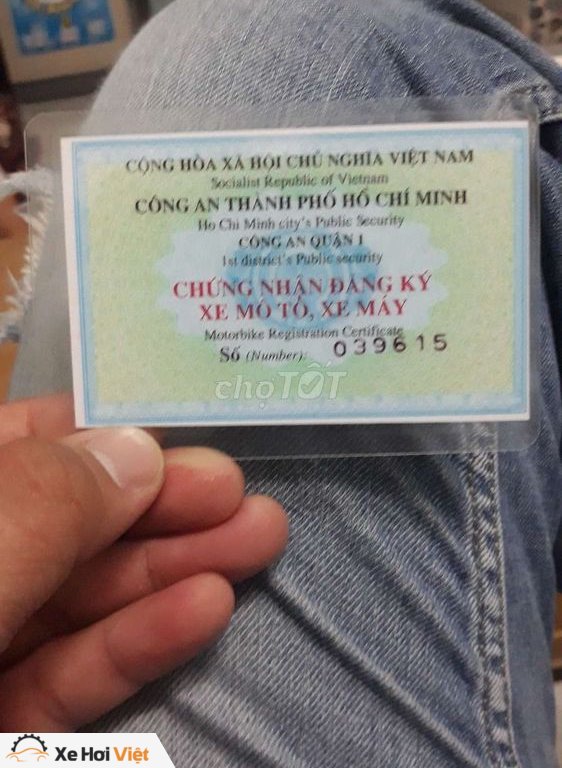 CỘNG HÒA XÃ HỘI CHỦ NGHĨA VIỆT NAM
Socialist Republic of Vietnam
CÔNG AN THÀNH PHỐ HỒ CHÍ MINH
Ho Chi Minh city's Public Security
CÔNG AN QUẬN 1
1st district's Public security
CHỨNG NHẬN ĐĂNG KÝ
XE MÔ TÔ, XE MÁY
Motorbike Registration Certificate
Số (Number): 039615
chợTỐT
Xe Hơi Việt